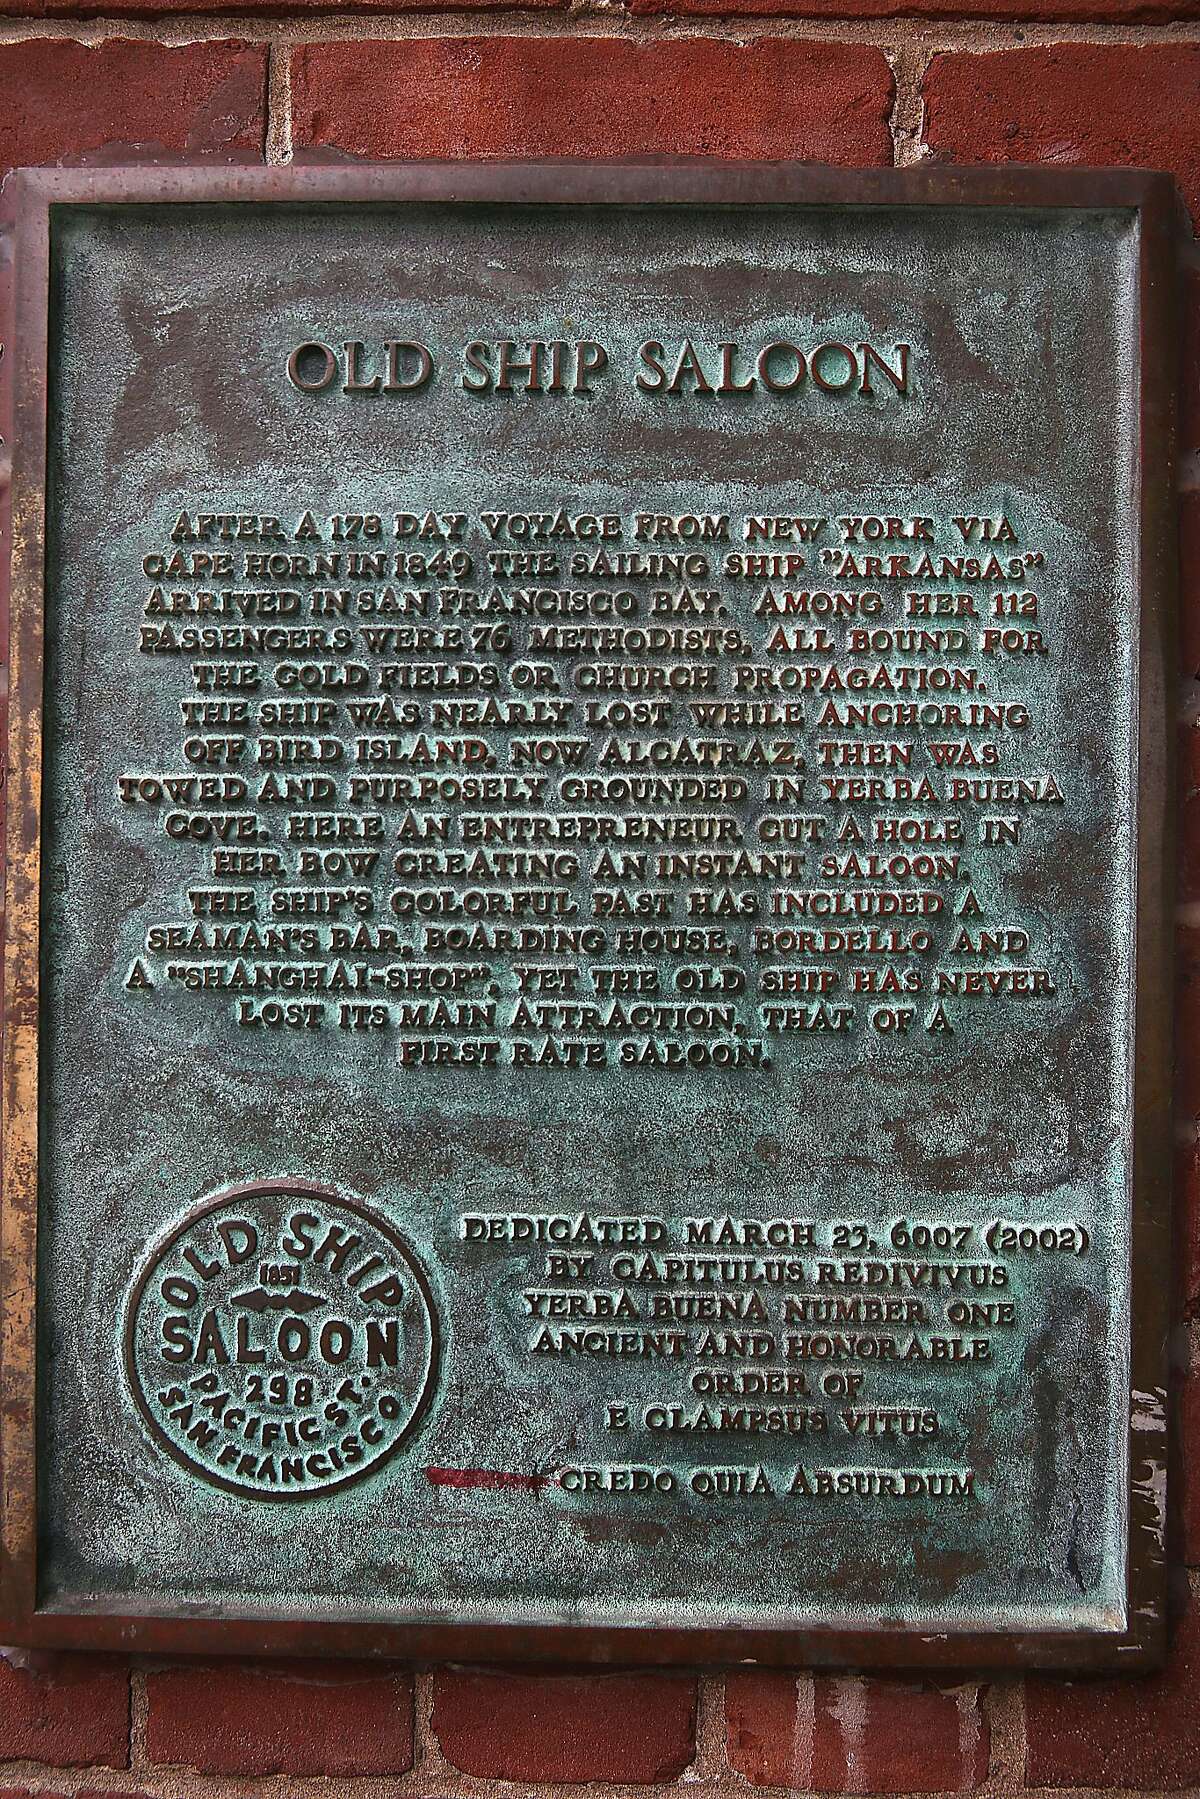 OLD SHIP SALOON
AFTER A 178 DAY VOYAGE FROM NEW YORK VIA
CAPE HORN IN 1849 THE SAILING SHIP "ARKANSAS"
ARRIVED IN SAN FRANCISCO BAY. AMONG HER 112
PASSENGERS WERE 76 METHODISTS, ALL BOUND FOR
THE GOLD FIELDS OR CHURCH PROPAGATION.
THE SHIP WAS NEARLY LOST WHILE ANCHORING
OFF BIRD ISLAND, NOW ALCATRAZ, THEN WAS
TOWED AND PURPOSELY GROUNDED IN YERBA BUENA
COVE. HERE AN ENTREPRENEUR CUT A HOLE IN
HER BOW CREATING AN INSTANT SALOON.
THE SHIP'S COLORFUL PAST HAS INCLUDED A
SEAMAN'S BAR, BOARDING HOUSE, BORDELLO AND
A "SHANGHAI-SHOP". YET THE OLD SHIP HAS NEVER
LOST ITS MAIN ATTRACTION, THAT OF A
FIRST RATE SALOON.
OLD SHIP
1851
SALOON
298
PACIFIC ST.
SAN FRANCISCO
DEDICATED MARCH 23, 6007 (2002)
BY CAPITULUS REDIVIVUS
YERBA BUENA NUMBER ONE
ANCIENT AND HONORABLE
ORDER OF
E CLAMPSUS VITUS
CREDO QUIA ABSURDUM